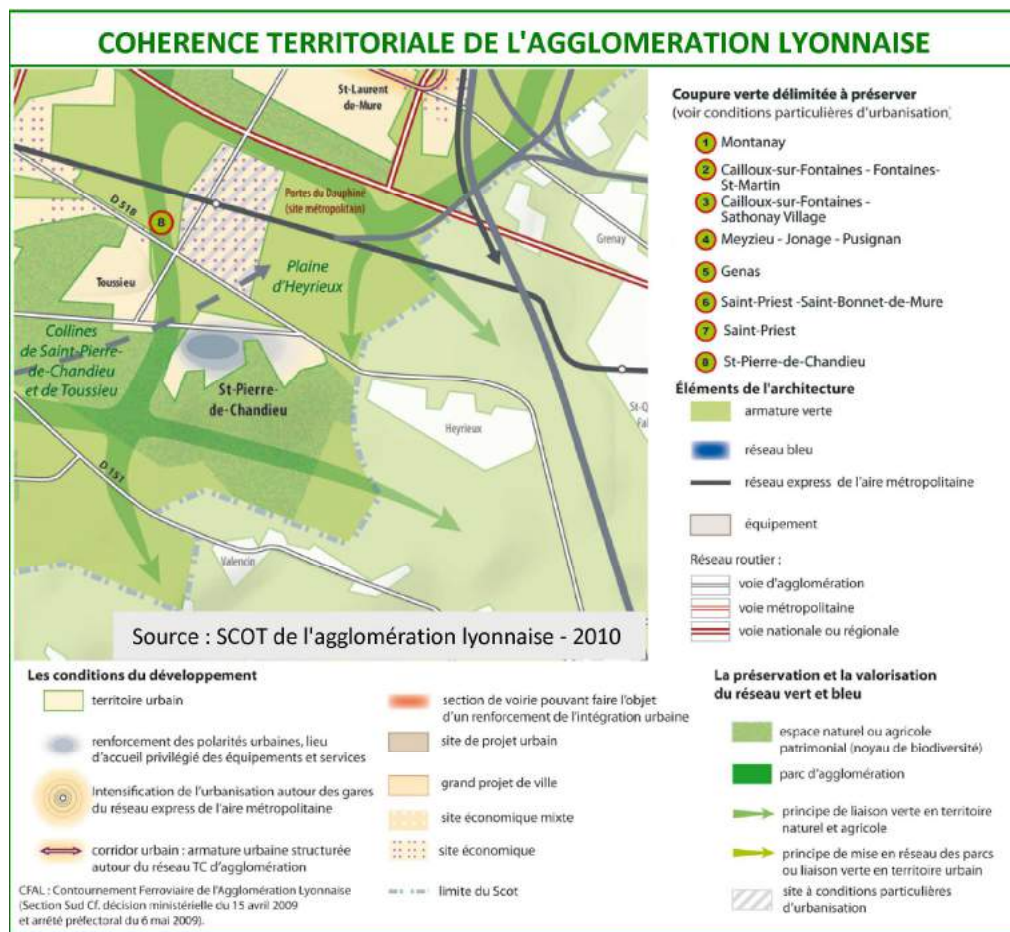 COHERENCE TERRITORIALE DE L'AGGLOMERATION LYONNAISE
St-Laurent
de-Mure
D 518
8
Portes du Dauphiné
(site métropolitain)
Grenay
Toussieu
Plaine
d'Heyrieux
Collines
de Saint-Pierre-
de-Chandieu
et de Toussieu
St-Pierre-
de-Chandieu
Heyrieux
St-Q
Fal
D 151
Valencin
Source : SCOT de l'agglomération lyonnaise - 2010
Coupure verte délimitée à préserver
(voir conditions particulières d'urbanisation)
1 Montanay
2 Cailloux-sur-Fontaines - Fontaines-
St-Martin
3 Cailloux-sur-Fontaines -
Sathonay Village
4 Meyzieu - Jonage - Pusignan
5 Genas
6 Saint-Priest -Saint-Bonnet-de-Mure
7 Saint-Priest
8 St-Pierre-de-Chandieu
Éléments de l'architecture
armature verte
réseau bleu
réseau express de l'aire métropolitaine
équipement
Réseau routier :
voie d'agglomération
voie métropolitaine
voie nationale ou régionale
Les conditions du développement
territoire urbain
renforcement des polarités urbaines, lieu
d'accueil privilégié des équipements et services
Intensification de l'urbanisation autour des gares
du réseau express de l'aire métropolitaine
corridor urbain : armature urbaine structurée
autour du réseau TC d'agglomération
CFAL : Contournement Ferroviaire de l'Agglomération Lyonnaise
(Section Sud Cf. décision ministérielle du 15 avril 2009
et arrêté préfectoral du 6 mai 2009).
section de voirie pouvant faire l'objet
d'un renforcement de l'intégration urbaine
site de projet urbain
grand projet de ville
site économique mixte
site économique
limite du Scot
La préservation et la valorisation
du réseau vert et bleu
espace naturel ou agricole
patrimonial (noyau de biodiversité)
parc d'agglomération
principe de liaison verte en territoire
naturel et agricole
principe de mise en réseau des parcs
ou liaison verte en territoire urbain
site à conditions particulières
d'urbanisation